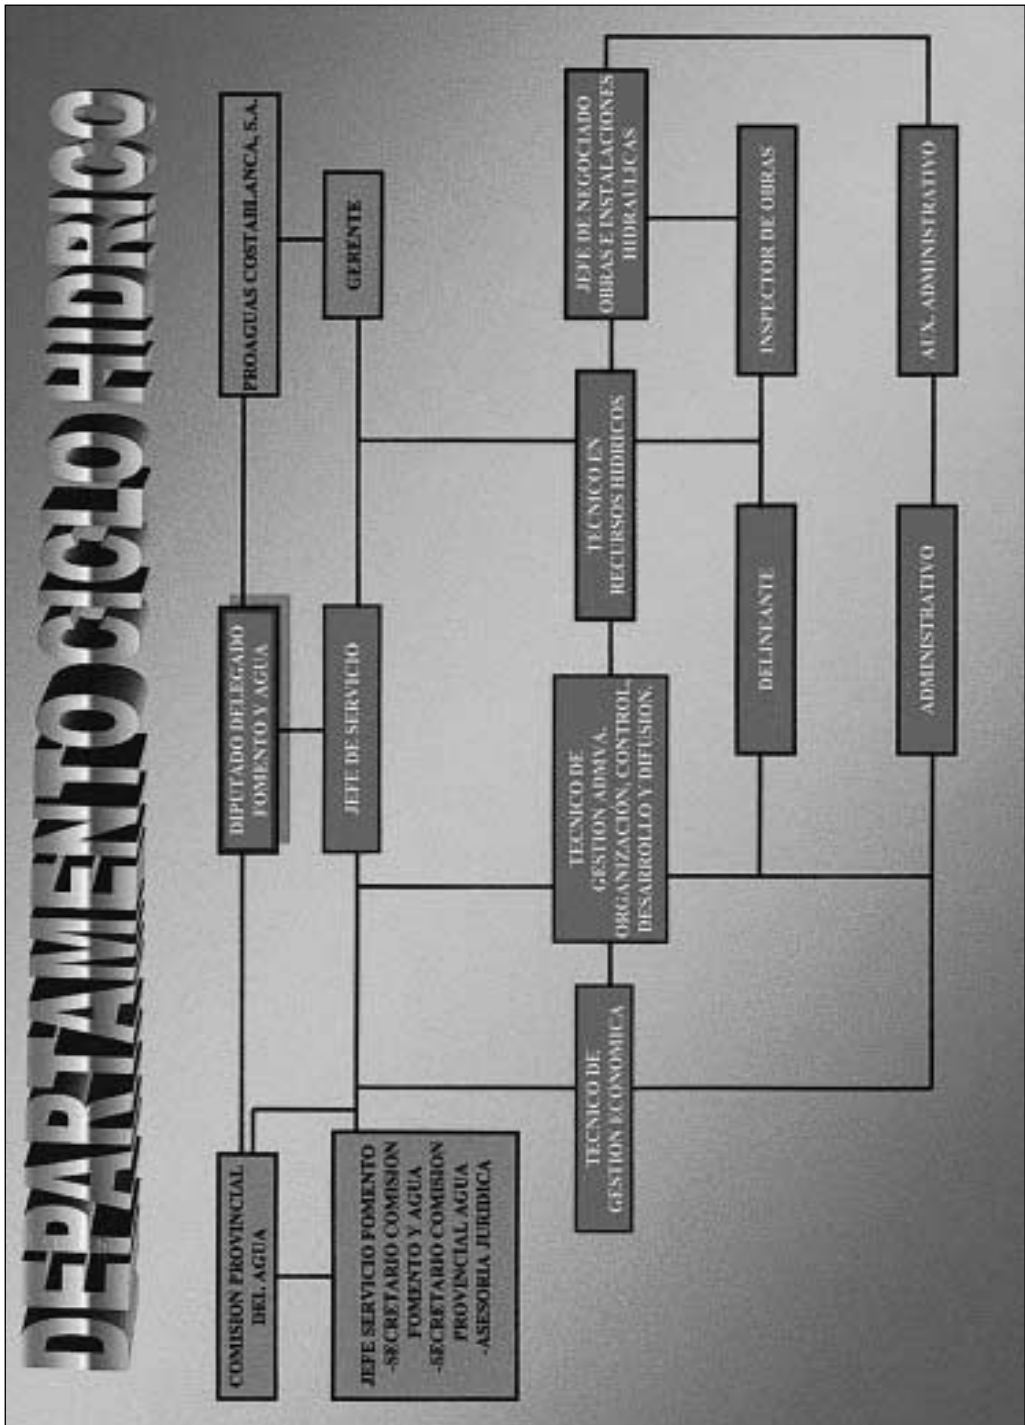 DEPARTAMENTO CICLO HIDRICO
COMISION PROVINCIAL
DEL AGUA
DIPUTADO DELEGADO
FOMENTO Y AGUA
PROAGUAS COSTABLANCA, S.A.
JEFE SERVICIO FOMENTO
-SECRETARIO COMISION
FOMENTO Y AGUA
-SECRETARIO COMISION
PROVINCIAL AGUA
-ASESORIA JURIDICA
JEFE DE SERVICIO
GERENTE
TECNICO DE
GESTION ECONOMICA
TECNICO DE
GESTION ADMVA.
ORGANIZACIÓN, CONTROL,
DESARROLLO Y DIFUSION.
TECNICO EN
RECURSOS HIDRICOS
JEFE DE NEGOCIADO
OBRAS E INSTALACIONES
HIDRAULICAS
DELINEANTE
INSPECTOR DE OBRAS
ADMINISTRATIVO
AUX. ADMINISTRATIVO